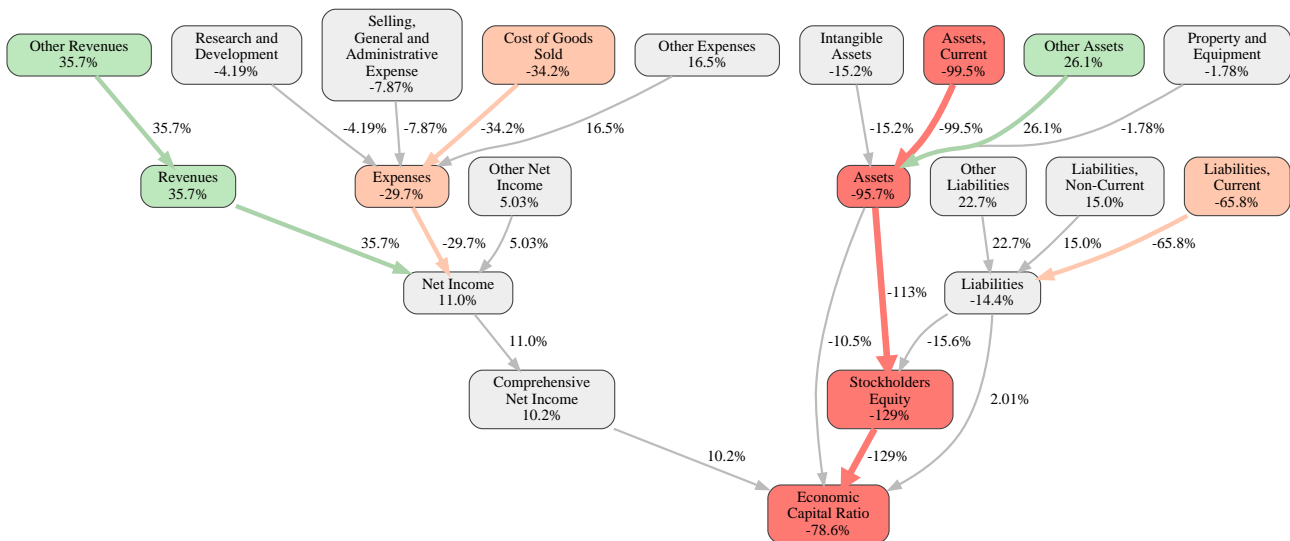 Other Revenues
35.7%
Research and
Development
-4.19%
Selling,
General and
Administrative
Expense
-7.87%
Cost of Goods
Sold
-34.2%
Other Expenses
16.5%
Intangible
Assets
-15.2%
Assets,
Current
-99.5%
Other Assets
26.1%
Property and
Equipment
-1.78%
35.7%
-4.19%
-7.87%
-34.2%
16.5%
-15.2%
-99.5%
26.1%
-1.78%
Revenues
35.7%
Expenses
-29.7%
Other Net
Income
5.03%
Assets
-95.7%
Other
Liabilities
22.7%
Liabilities,
Non-Current
15.0%
Liabilities,
Current
-65.8%
35.7%
-29.7%
5.03%
22.7%
15.0%
-65.8%
Net Income
11.0%
-113%
Liabilities
-14.4%
11.0%
-10.5%
-15.6%
Comprehensive
Net Income
10.2%
Stockholders
Equity
-129%
2.01%
10.2%
-129%
Economic
Capital Ratio
-78.6%